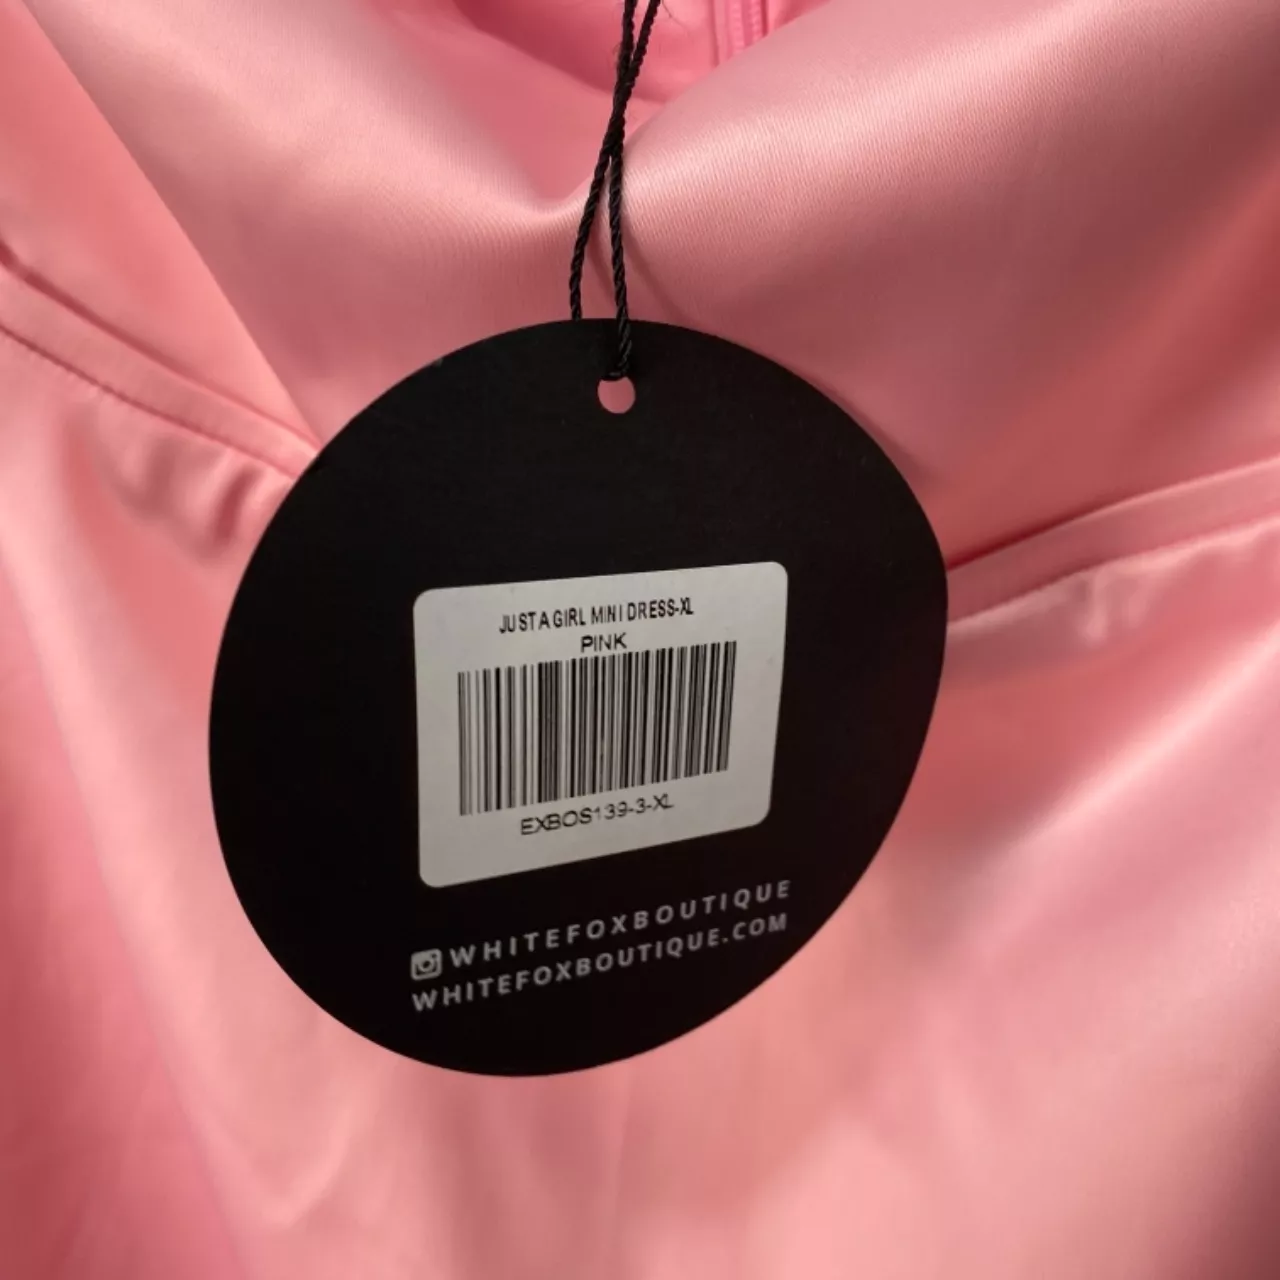 JUST A GIRL MINI DRESS-XL
PINK
EXBOS139-3-XL
WHITEFOXBOUTIQUE
WHITEFOXBOUTIQUE.COM